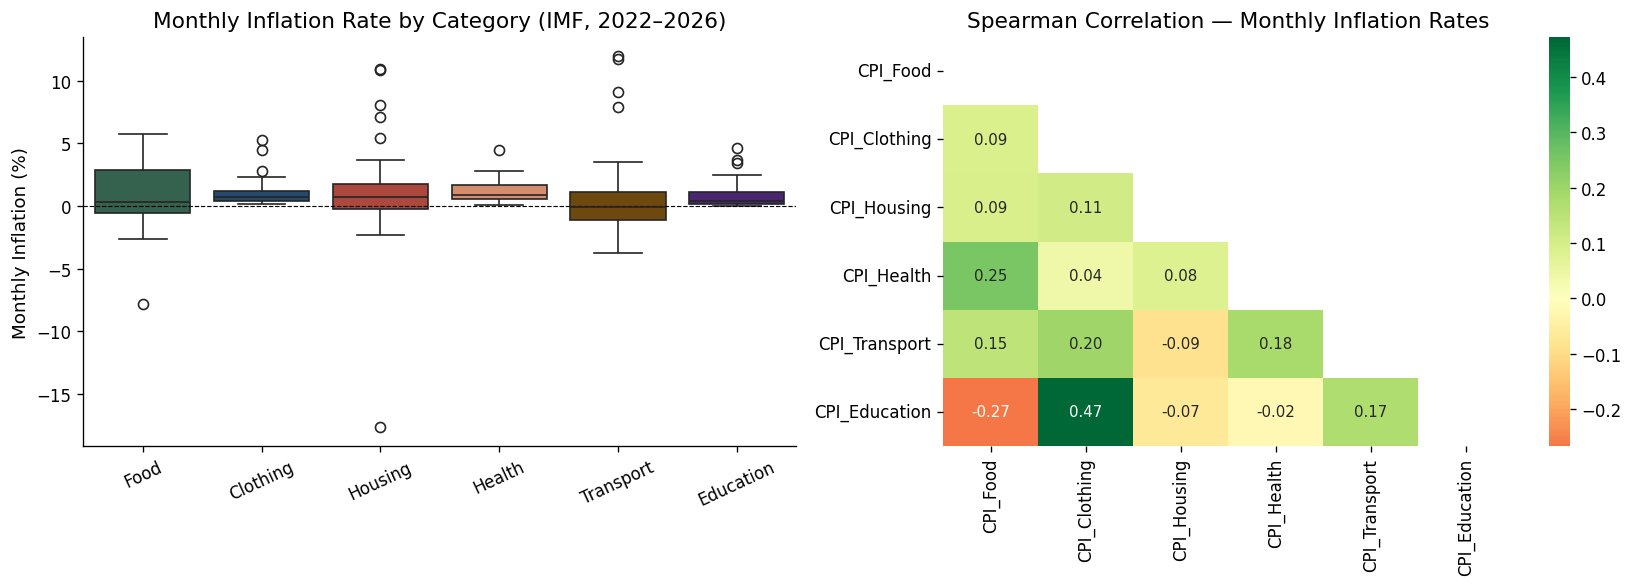 Monthly Inflation Rate by Category (IMF, 2022–2026)
Monthly Inflation (%)
10
5
0
−5
−10
−15
Food
Clothing
Housing
Health
Transport
Education
Spearman Correlation — Monthly Inflation Rates
CPI_Food
CPI_Clothing
0.09
CPI_Housing
0.09 0.11
CPI_Health
0.25 0.04 0.08
CPI_Transport
0.15 0.20 -0.09 0.18
CPI_Education
-0.27 0.47 -0.07 -0.02 0.17
CPI_Food
CPI_Clothing
CPI_Housing
CPI_Health
CPI_Transport
CPI_Education
0.4
0.3
0.2
0.1
0.0
−0.1
−0.2